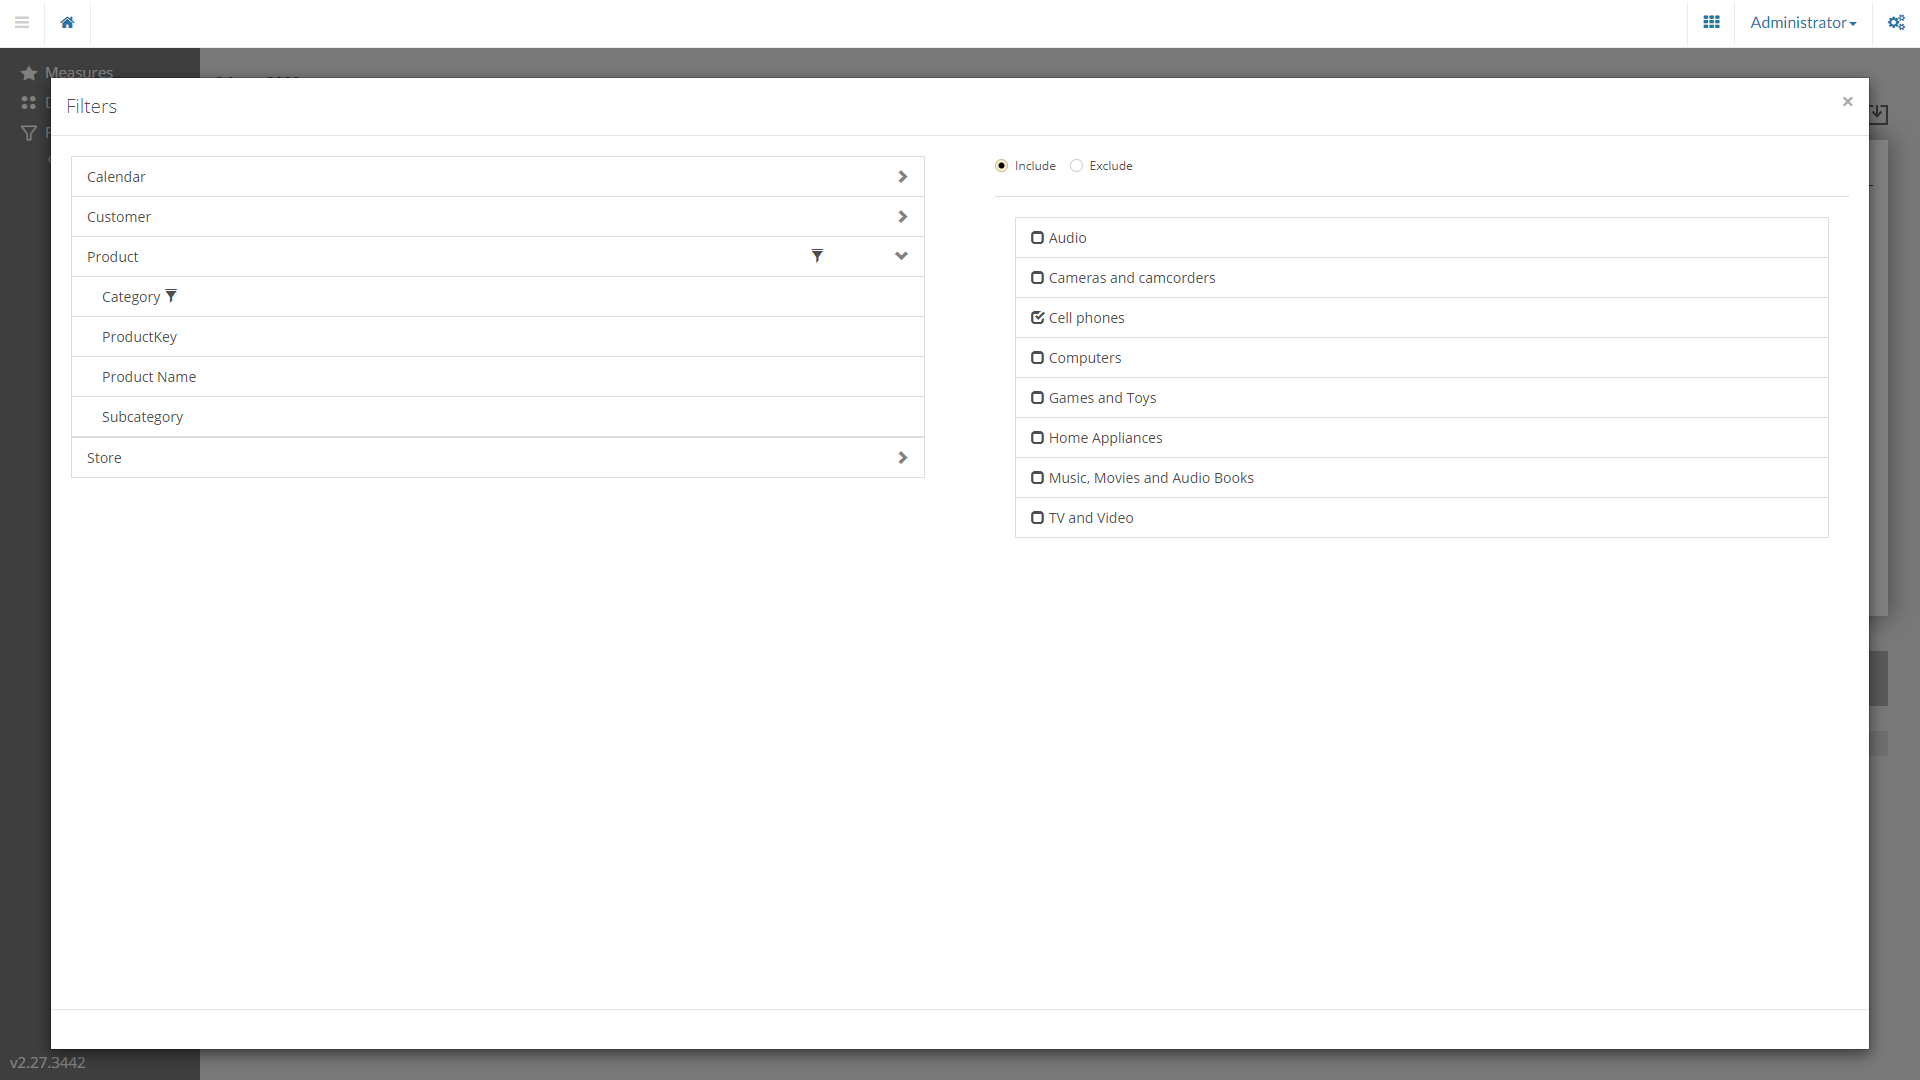 Administrator
Measures
Filters
×
Calendar
Include
Exclude
Customer
Product
Category
ProductKey
Product Name
Subcategory
Store
Audio
Cameras and camcorders
Cell phones
Computers
Games and Toys
Home Appliances
Music, Movies and Audio Books
TV and Video
v2.27.3442